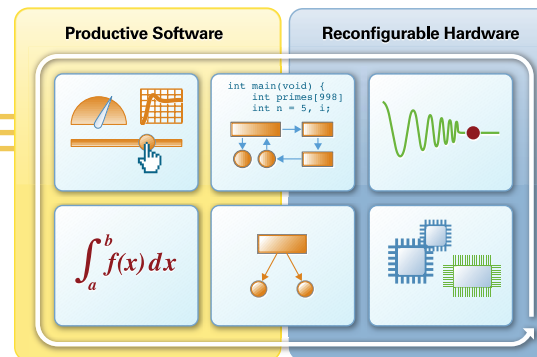 Productive Software
Reconfigurable Hardware
int main(void) {
int primes[998]
int n = 5, i;
∫ₐᵇ f(x) dx